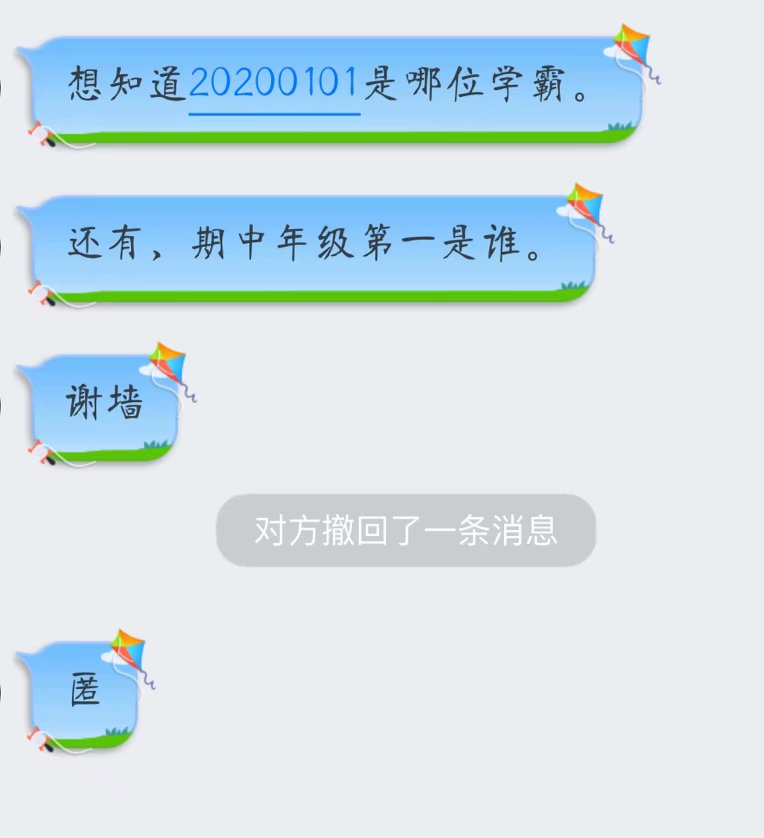 想知道20200101是哪位学霸。
还有，期中年级第一是谁。
谢墙
对方撤回了一条消息
匿